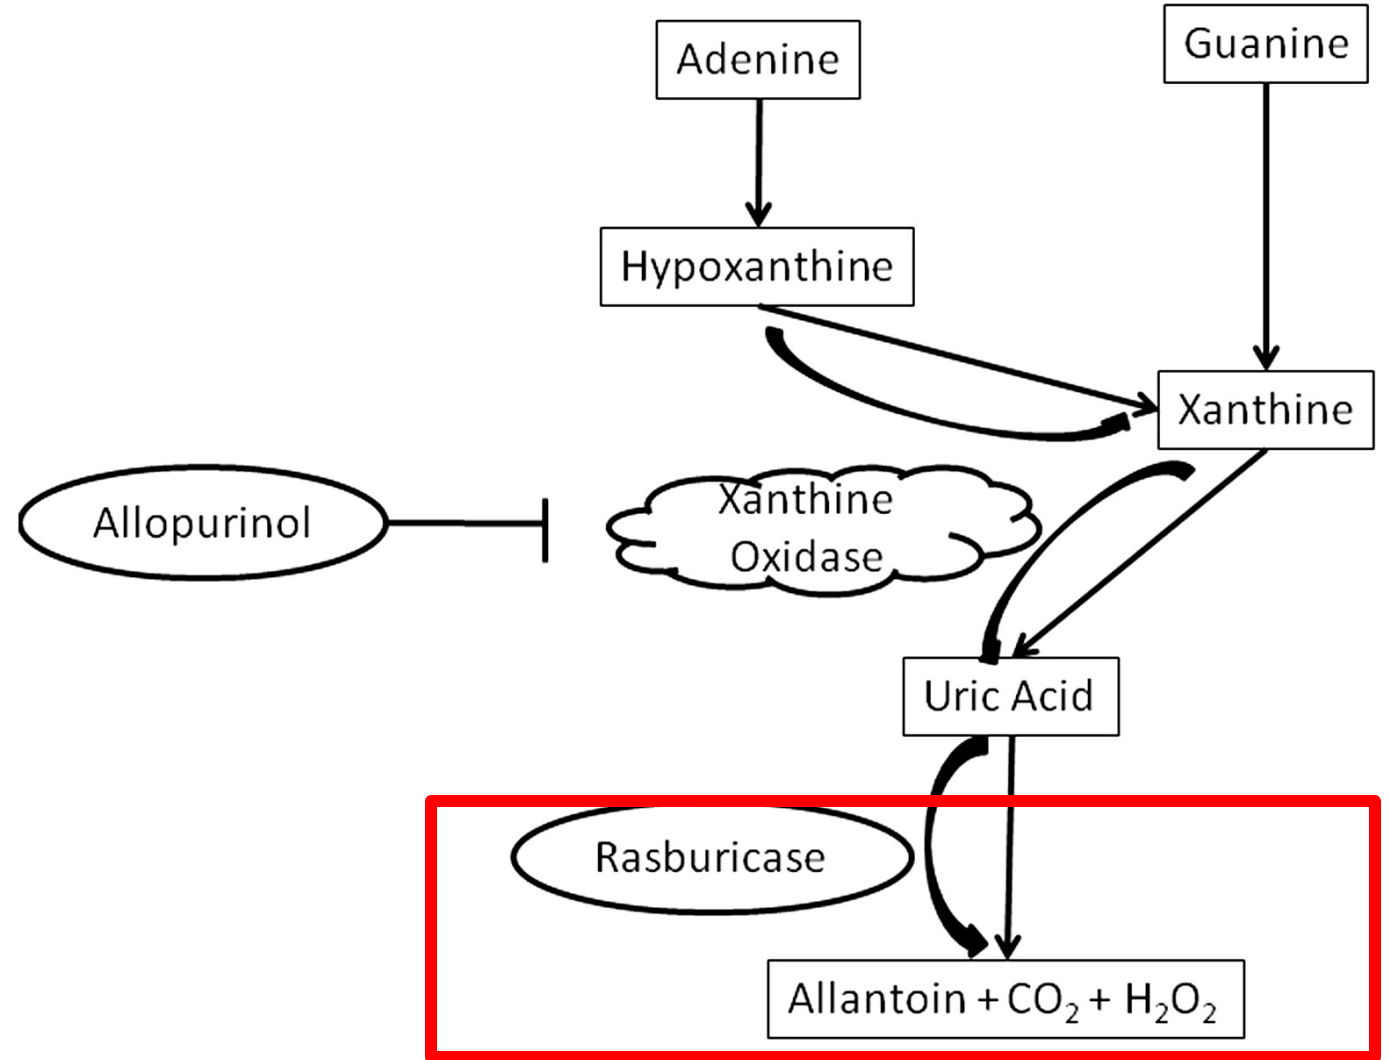 Adenine
Guanine
Hypoxanthine
Xanthine
Allopurinol
Xanthine
Oxidase
Uric Acid
Rasburicase
Allantoin + CO₂ + H₂O₂